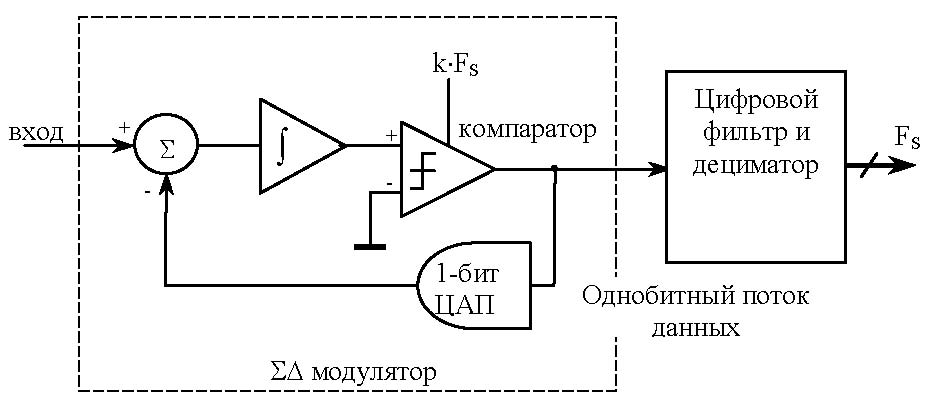 k·Fs
вход
+
Σ
-
∫
+
-
компаратор
Цифровой
фильтр и
дециматор
Fs
1-бит
ЦАП
Однобитный поток
данных
ΣΔ модулятор